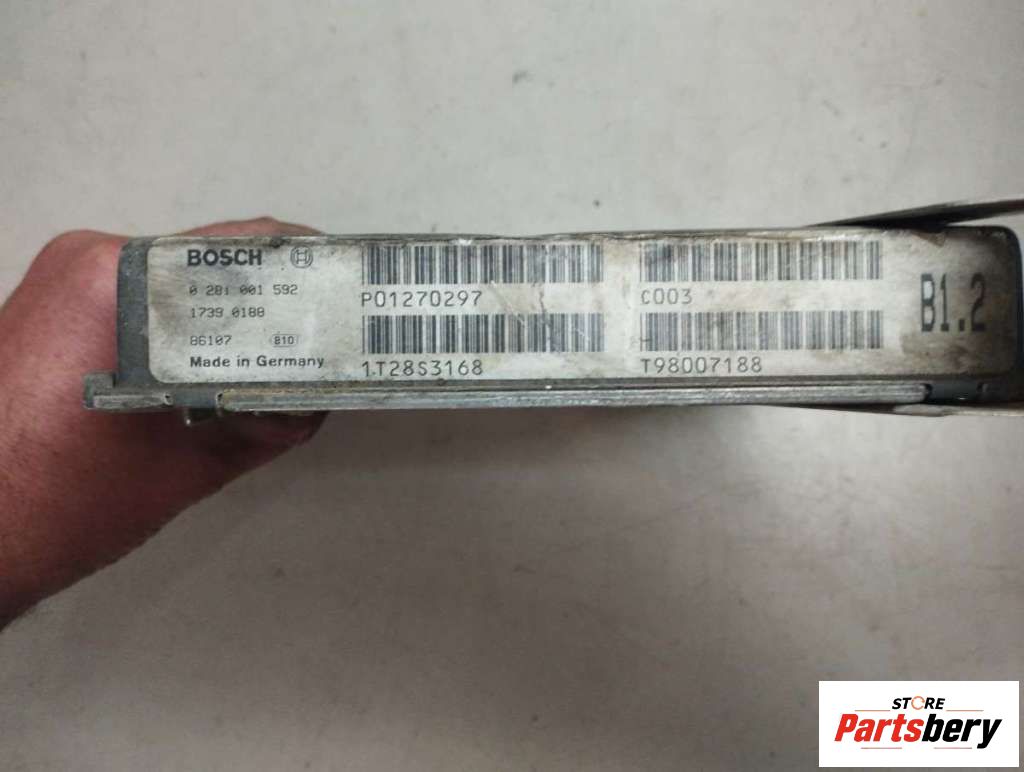 BOSCH
0 281 001 592
1739 0188
86107 810
Made in Germany
P01270297
1T28S3168
C003
T98007188
B1.2
STORE
Partsbery